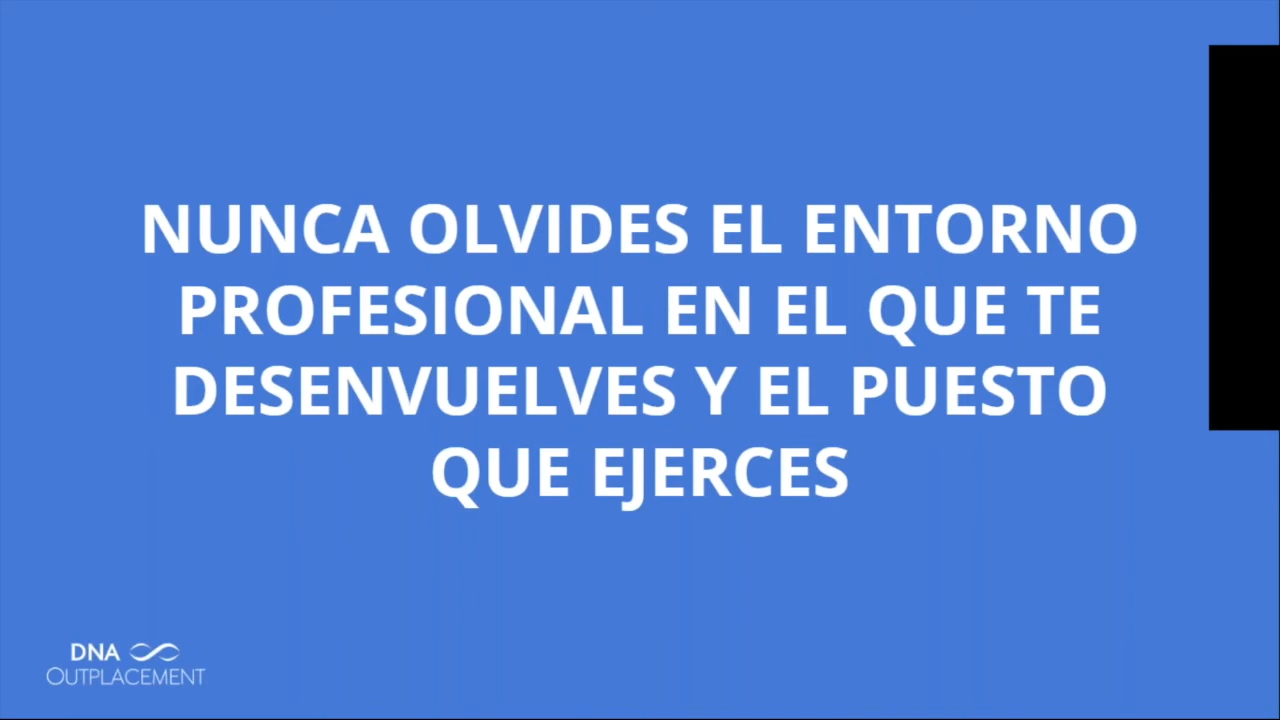 NUNCA OLVIDES EL ENTORNO
PROFESIONAL EN EL QUE TE
DESENVUELVES Y EL PUESTO
QUE EJERCES
DNA
OUTPLACEMENT